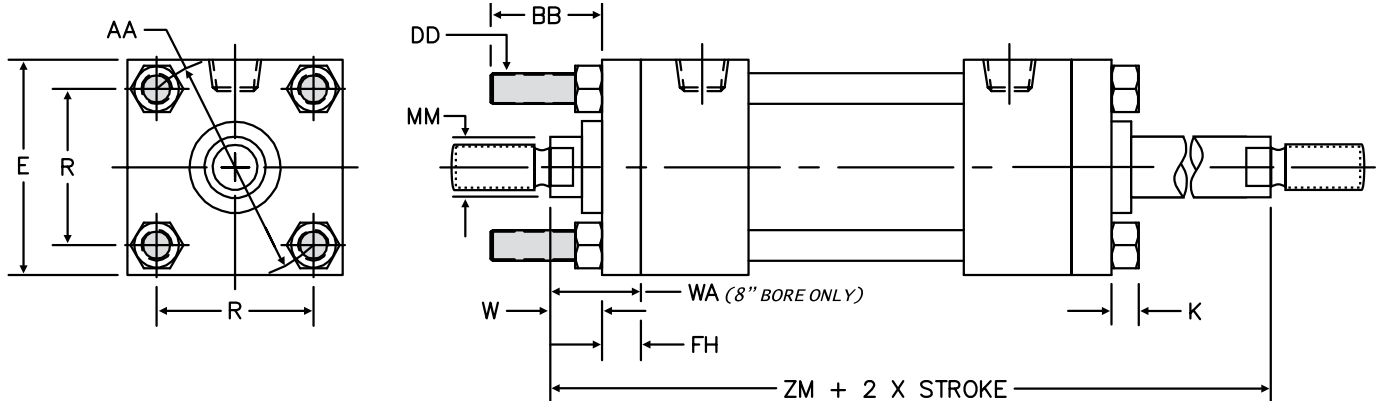 AA
BB
DD
MM
E
R
R
WA (8" BORE ONLY)
W
K
FH
ZM + 2 X STROKE